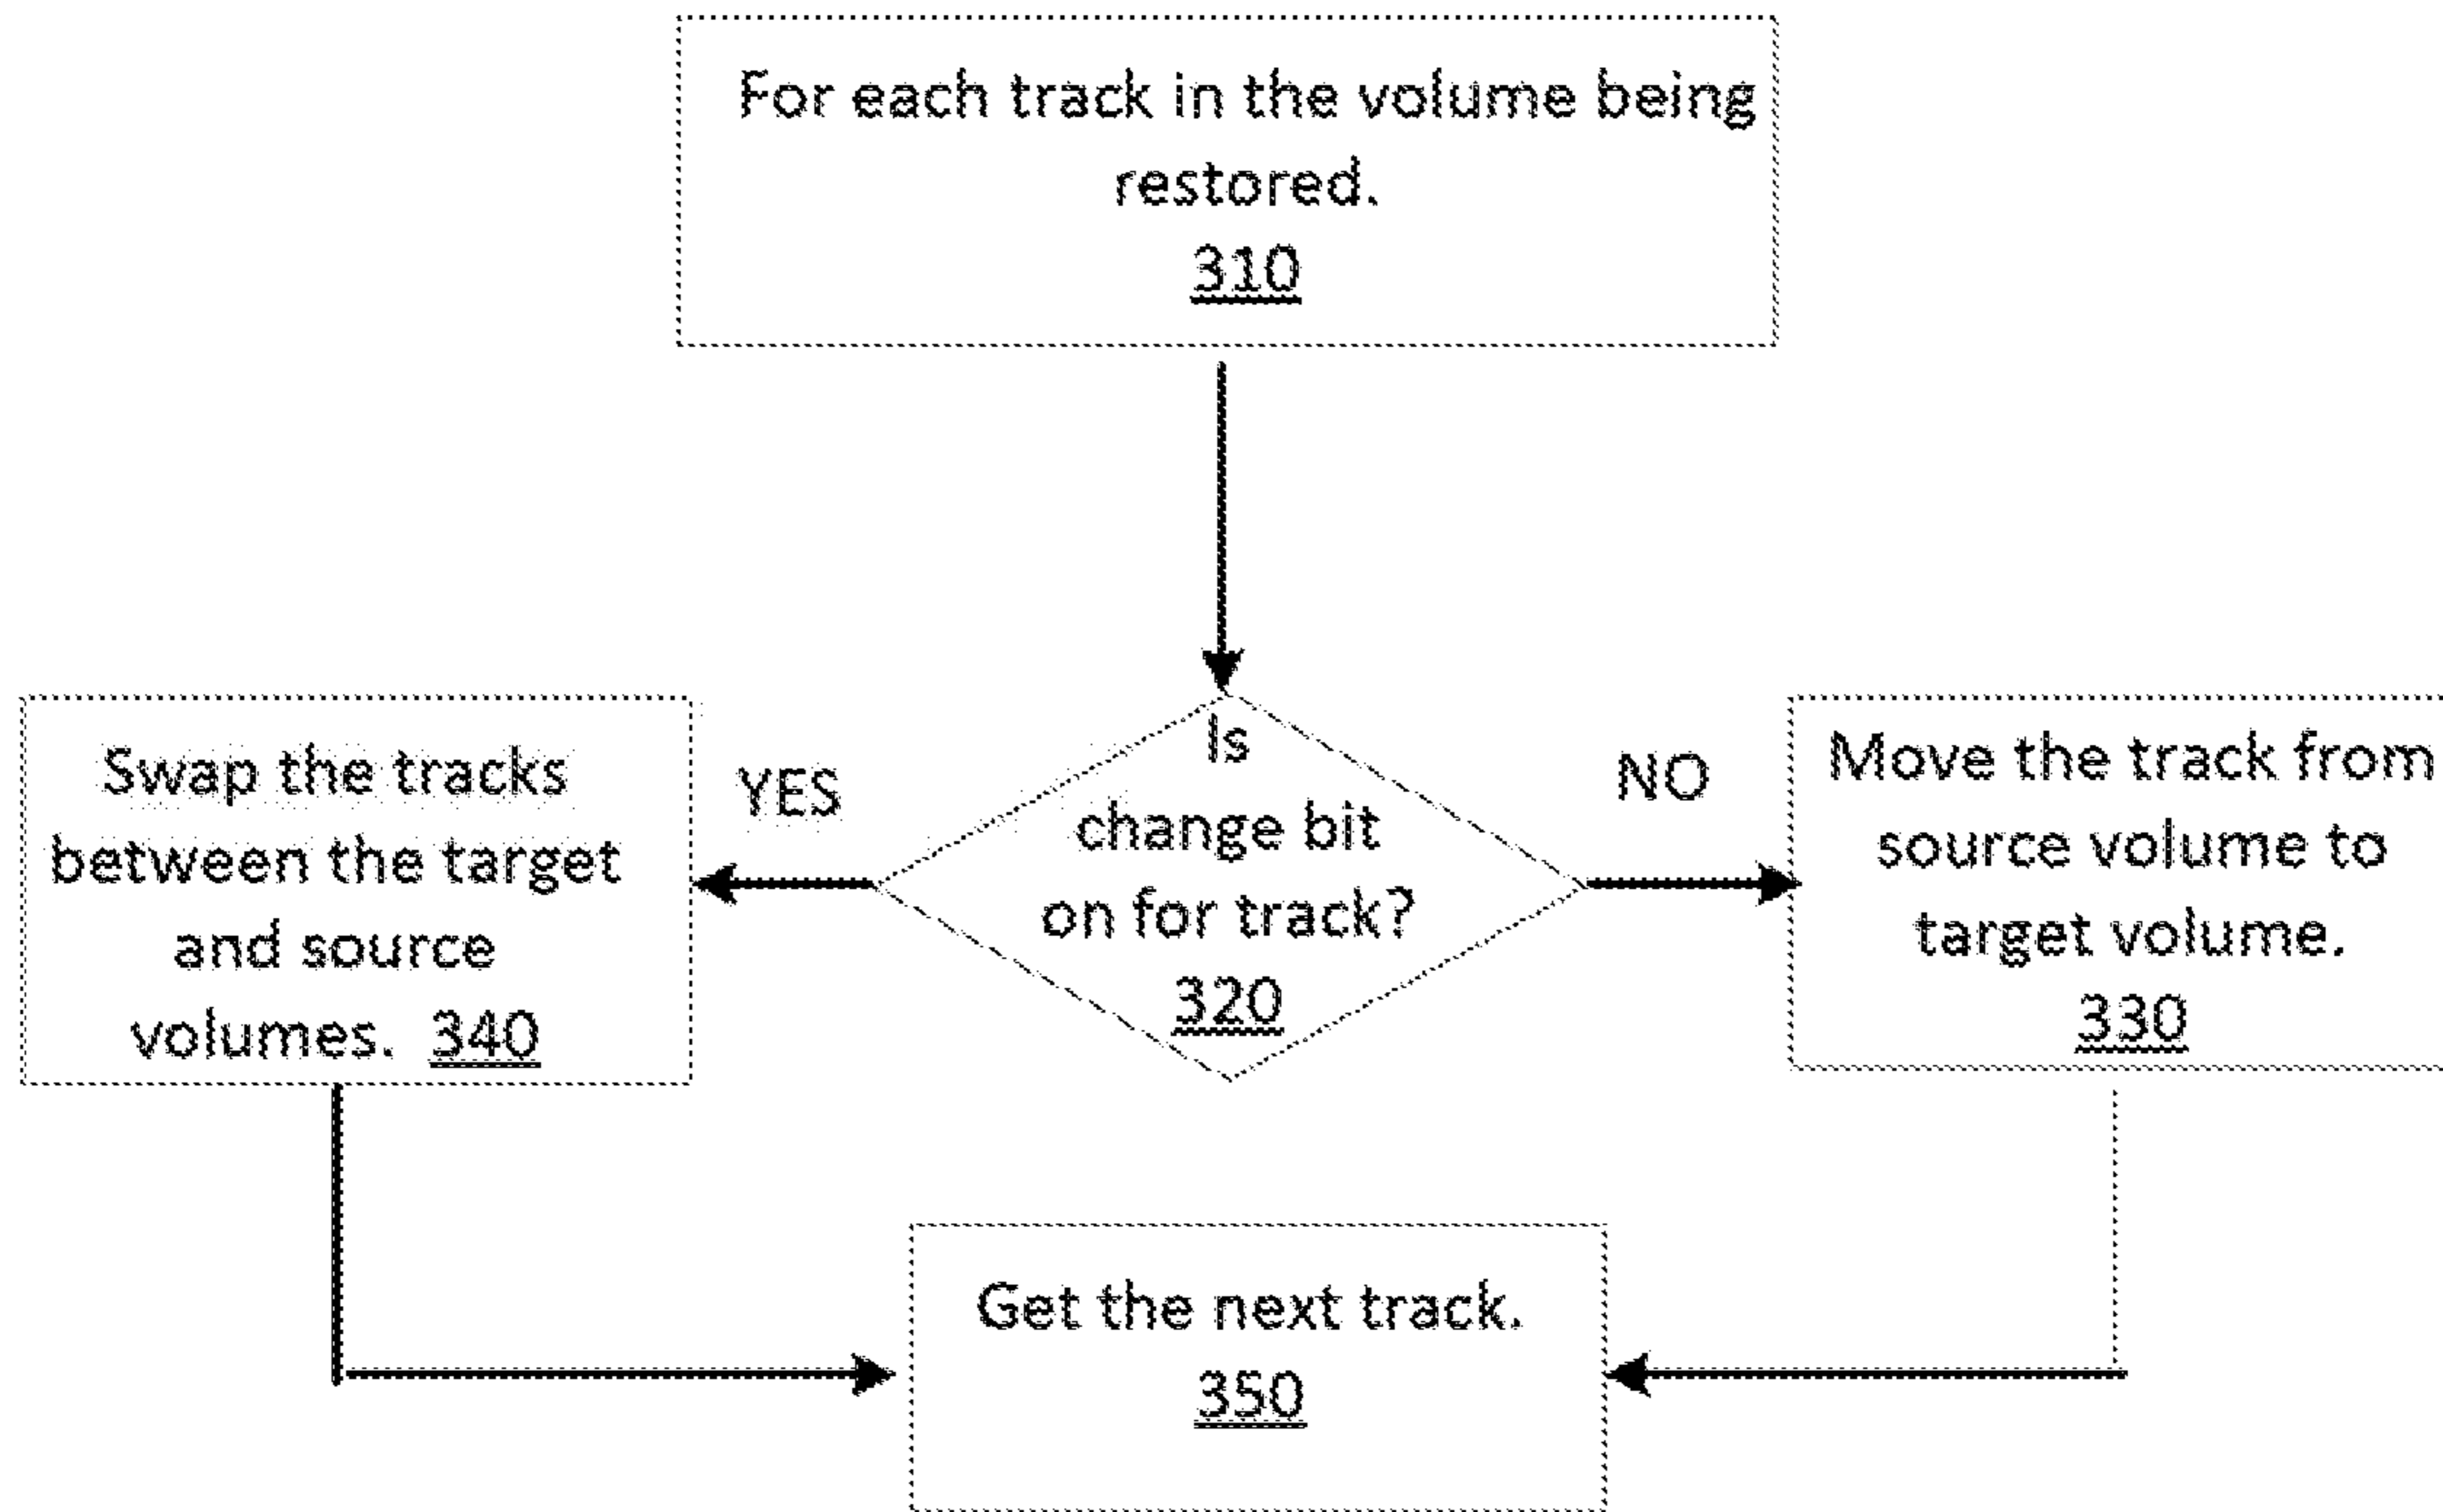 For each track in the volume being
restored.
310
Is
change bit
on for track?
320
YES
NO
Swap the tracks
between the target
and source
volumes. 340
Move the track from
source volume to
target volume.
330
Get the next track.
350